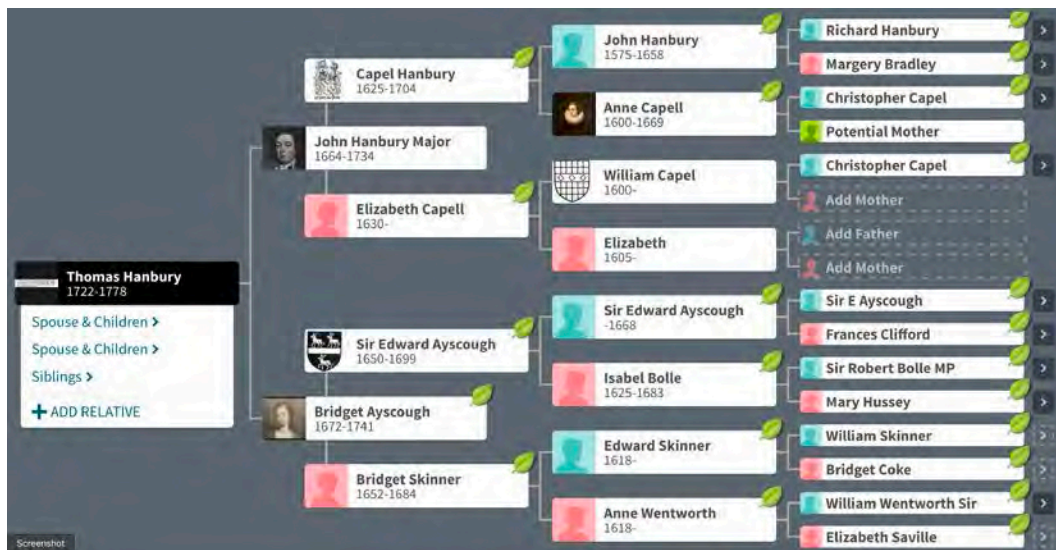 Thomas Hanbury
1722-1778
Spouse & Children >
Spouse & Children >
Siblings >
+ ADD RELATIVE
John Hanbury Major
1664-1734
Bridget Ayscough
1672-1741
Capel Hanbury
1625-1704
Elizabeth Capell
1630-
Sir Edward Ayscough
1650-1699
Bridget Skinner
1652-1684
John Hanbury
1575-1658
Anne Capell
1600-1669
William Capel
1600-
Elizabeth
1605-
Sir Edward Ayscough
-1668
Isabel Bolle
1625-1683
Edward Skinner
1618-
Anne Wentworth
1618-
Richard Hanbury
Margery Bradley
Christopher Capel
Potential Mother
Christopher Capel
Add Mother
Add Father
Add Mother
Sir E Ayscough
Frances Clifford
Sir Robert Bolle MP
Mary Hussey
William Skinner
Bridget Coke
William Wentworth Sir
Elizabeth Saville
Screenshot